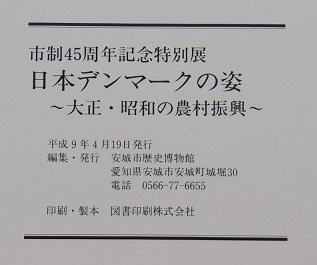 市制45周年記念特別展
日本デンマークの姿
～大正・昭和の農村振興～
平成９年４月19日発行
編集・発行　安城市歴史博物館
愛知県安城市安城町城堀30
電話　0566-77-6655
印刷・製本　図書印刷株式会社